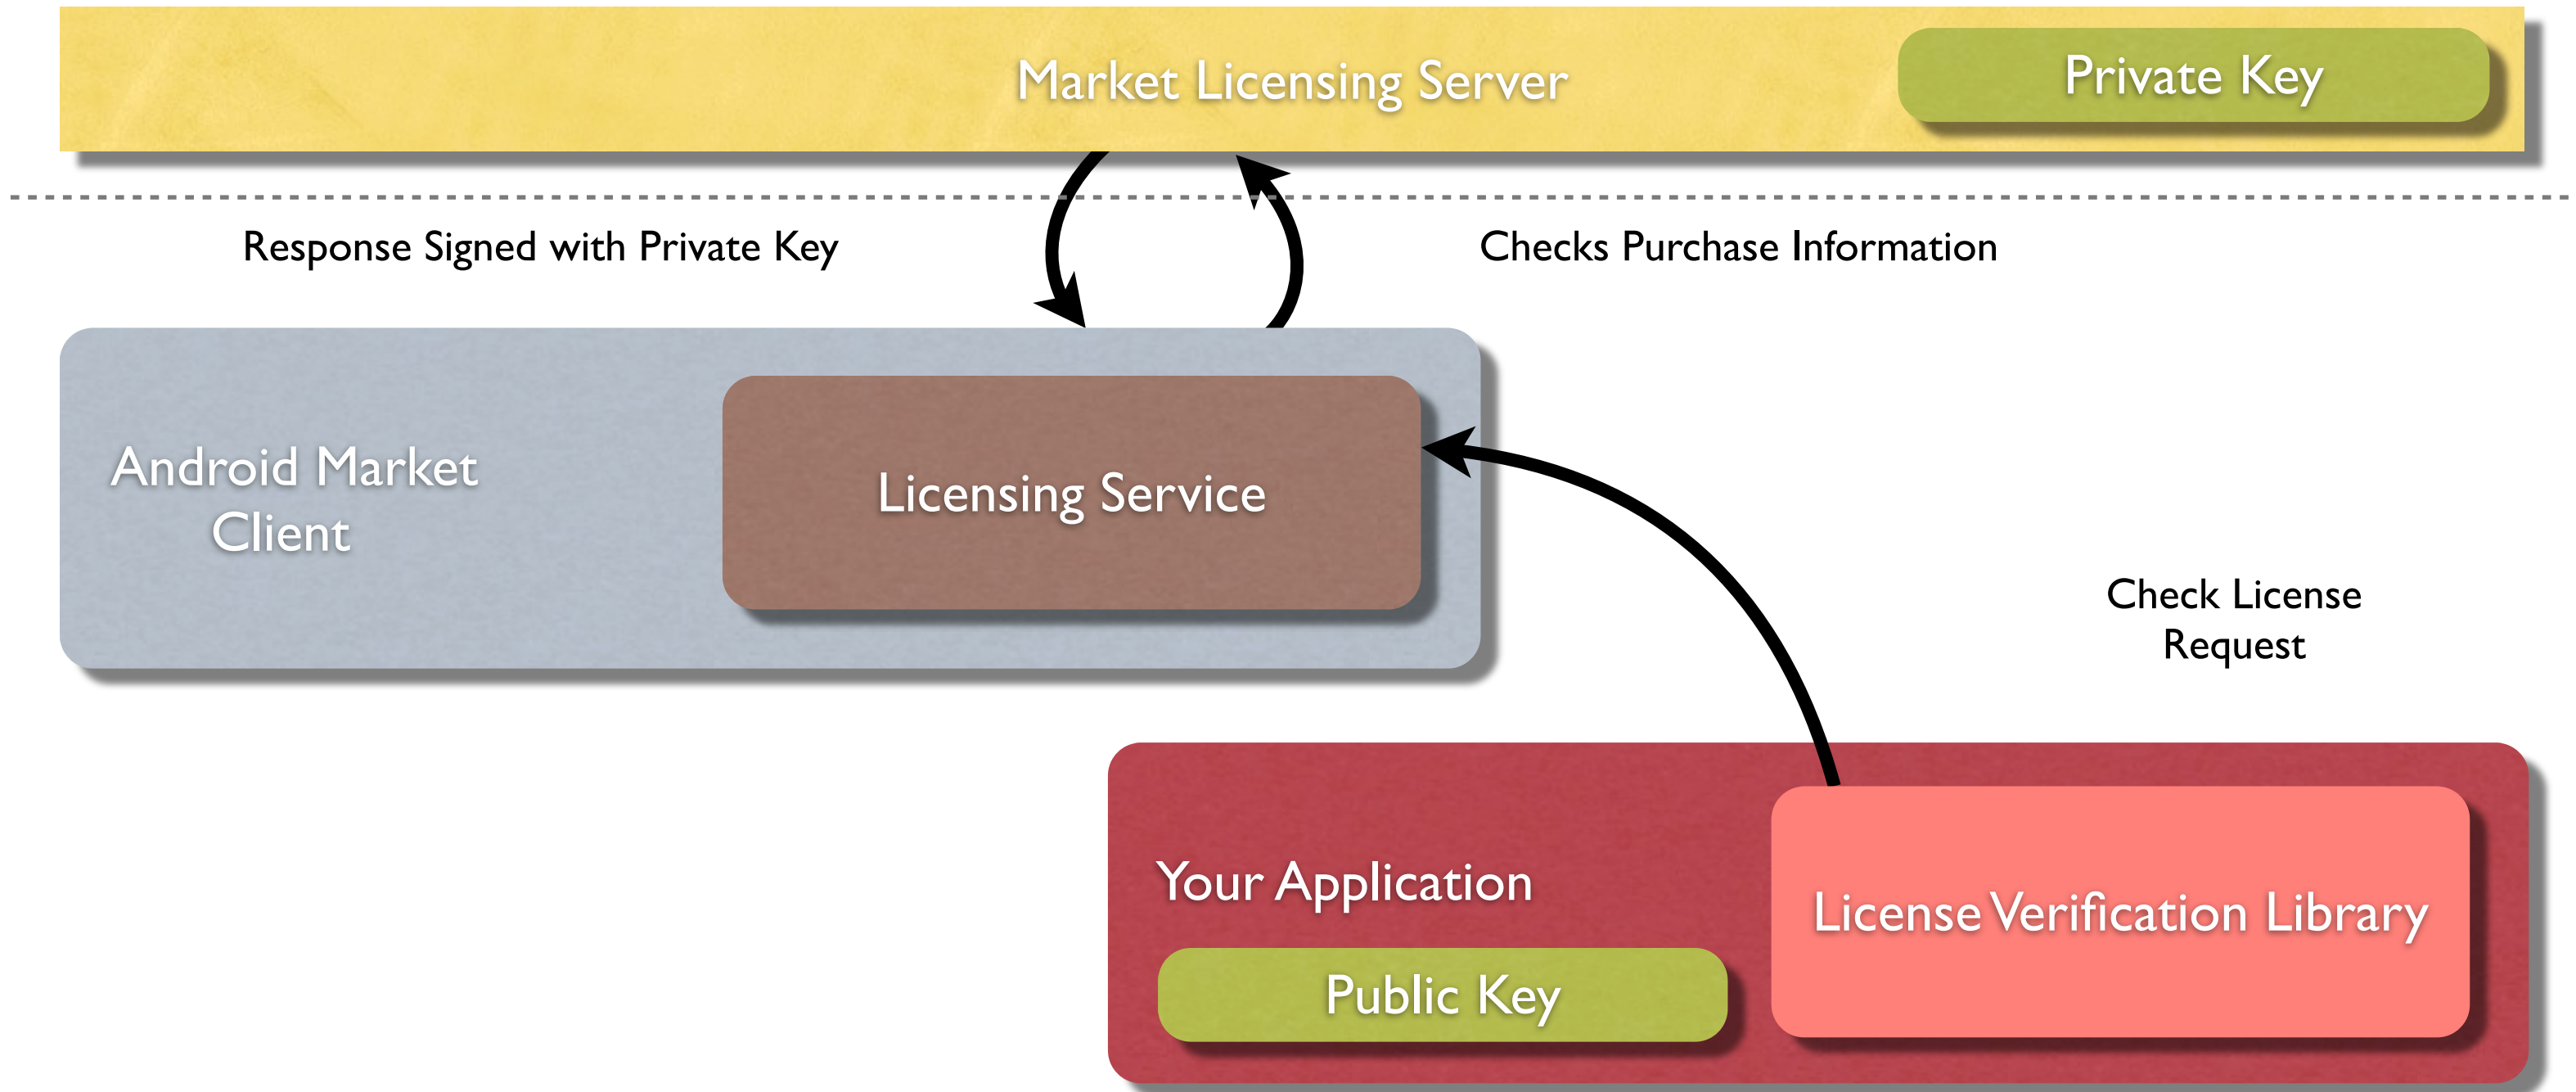 Market Licensing Server
Private Key
Response Signed with Private Key
Checks Purchase Information
Android Market
Client
Licensing Service
Check License
Request
Your Application
License Verification Library
Public Key